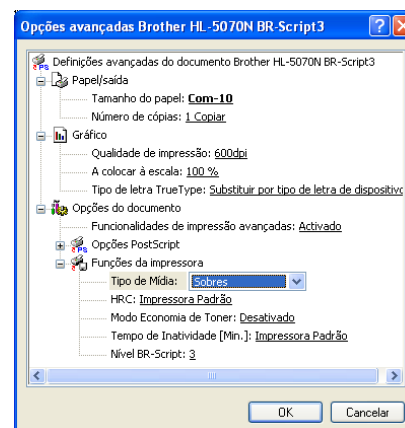 Opções avançadas Brother HL-5070N BR-Script3
Definições avançadas do documento Brother HL-5070N BR-Script3
Papel/saída
Tamanho do papel: Com-10
Número de cópias: 1 Copiar
Gráfico
Qualidade de impressão: 600dpi
A colocar à escala: 100 %
Tipo de letra TrueType: Substituir por tipo de letra de dispositivo
Opções do documento
Funcionalidades de impressão avançadas: Activado
Opções PostScript
Funções da impressora
Tipo de Mídia: Sobres
HRC: Impressora Padrão
Modo Economia de Toner: Desativado
Tempo de Inatividade [Min.]: Impressora Padrão
Nível BR-Script: 3
OK Cancelar